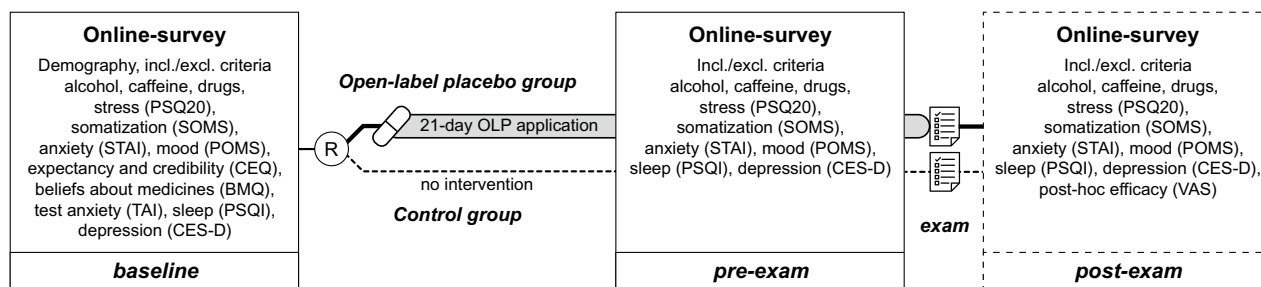 Online-survey
Demography, incl./excl. criteria
alcohol, caffeine, drugs,
stress (PSQ20),
somatization (SOMS),
anxiety (STAI), mood (POMS),
expectancy and credibility (CEQ),
beliefs about medicines (BMQ),
test anxiety (TAI), sleep (PSQI),
depression (CES-D)
baseline
R
Open-label placebo group
21-day OLP application
no intervention
Control group
Online-survey
Incl./excl. criteria
alcohol, caffeine, drugs,
stress (PSQ20),
somatization (SOMS),
anxiety (STAI), mood (POMS),
sleep (PSQI), depression (CES-D)
pre-exam
exam
Online-survey
Incl./excl. criteria
alcohol, caffeine, drugs,
stress (PSQ20),
somatization (SOMS),
anxiety (STAI), mood (POMS),
sleep (PSQI), depression (CES-D),
post-hoc efficacy (VAS)
post-exam